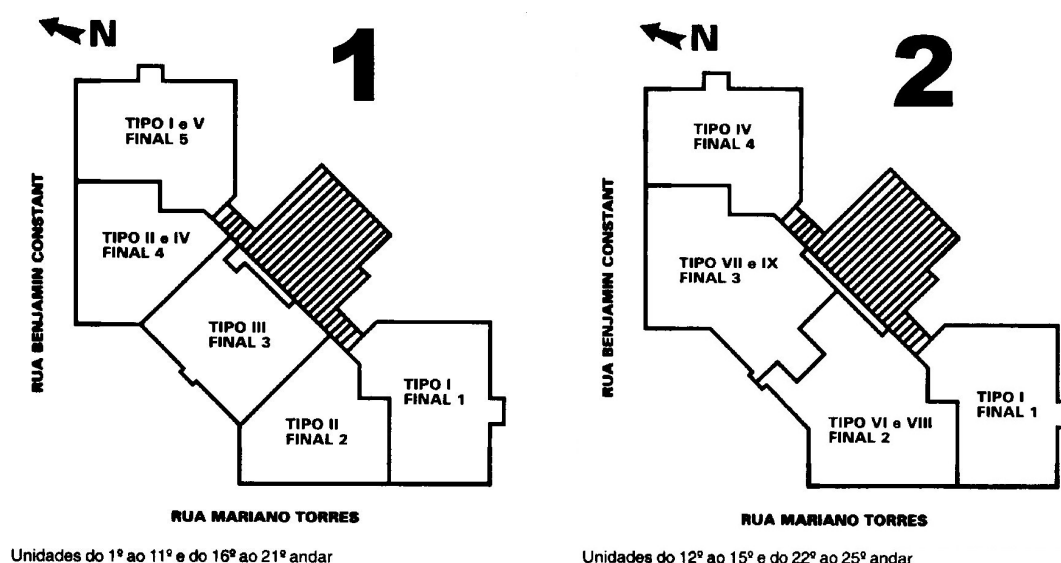 N
1
TIPO I e V
FINAL 5
TIPO II e IV
FINAL 4
TIPO III
FINAL 3
TIPO I
FINAL 1
TIPO II
FINAL 2
RUA BENJAMIN CONSTANT
RUA MARIANO TORRES
Unidades do 1º ao 11º e do 16º ao 21º andar
N
2
TIPO IV
FINAL 4
TIPO VII e IX
FINAL 3
TIPO I
FINAL 1
TIPO VI e VIII
FINAL 2
RUA BENJAMIN CONSTANT
RUA MARIANO TORRES
Unidades do 12º ao 15º e do 22º ao 25º andar